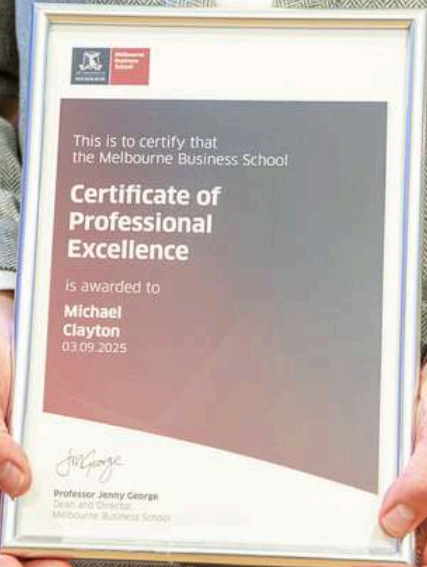 Melbourne
Business
School
This is to certify that
the Melbourne Business School
Certificate of
Professional
Excellence
is awarded to
Michael
Clayton
03.09.2025
JMGeorge
Professor Jenny George
Dean and Director
Melbourne Business School